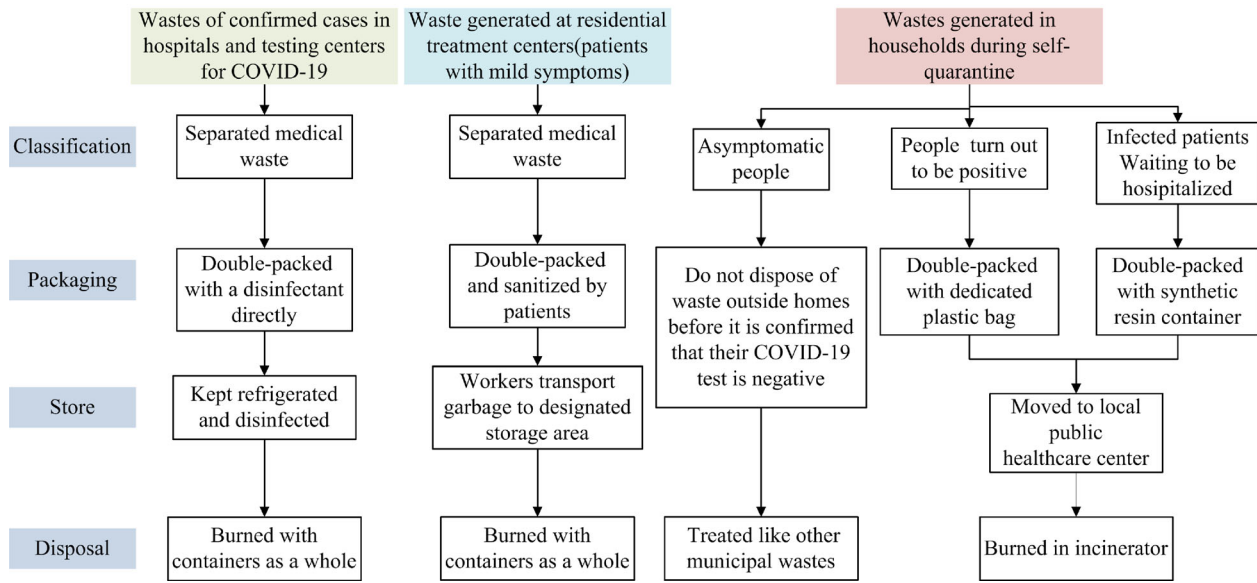 Wastes of confirmed cases in
hospitals and testing centers
for COVID-19
Waste generated at residential
treatment centers(patients
with mild symptoms)
Wastes generated in
households during self-
quarantine
Classification
Separated medical
waste
Separated medical
waste
Asymptomatic
people
People turn out
to be positive
Infected patients
Waiting to be
hosipitalized
Packaging
Double-packed
with a disinfectant
directly
Double-packed
and sanitized by
patients
Do not dispose of
waste outside homes
before it is confirmed
that their COVID-19
test is negative
Double-packed
with dedicated
plastic bag
Double-packed
with synthetic
resin container
Store
Kept refrigerated
and disinfected
Workers transport
garbage to designated
storage area
Moved to local
public
healthcare center
Disposal
Burned with
containers as a whole
Burned with
containers as a whole
Treated like other
municipal wastes
Burned in incinerator